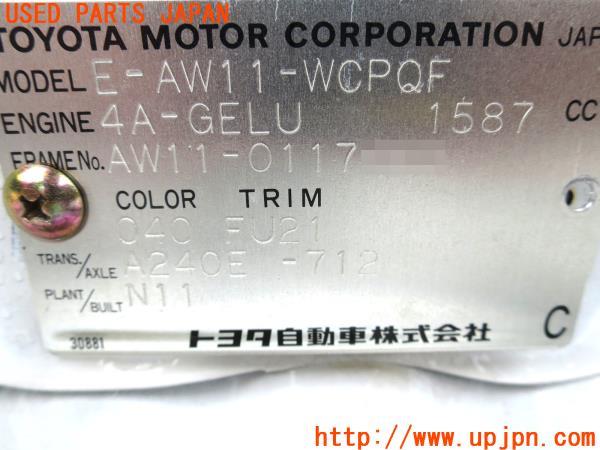 USED PARTS JAPAN
TOYOTA MOTOR CORPORATION JAP
MODEL E-AW11-WCPQF
ENGINE 4A-GELU 1587 CC
FRAME No. AW11-0117
COLOR TRIM
040 FU21
TRANS./AXLE A240E -712
PLANT/BUILT N11
30881 トヨタ自動車株式会社 C
UpJ
http://www.upjpn.com/